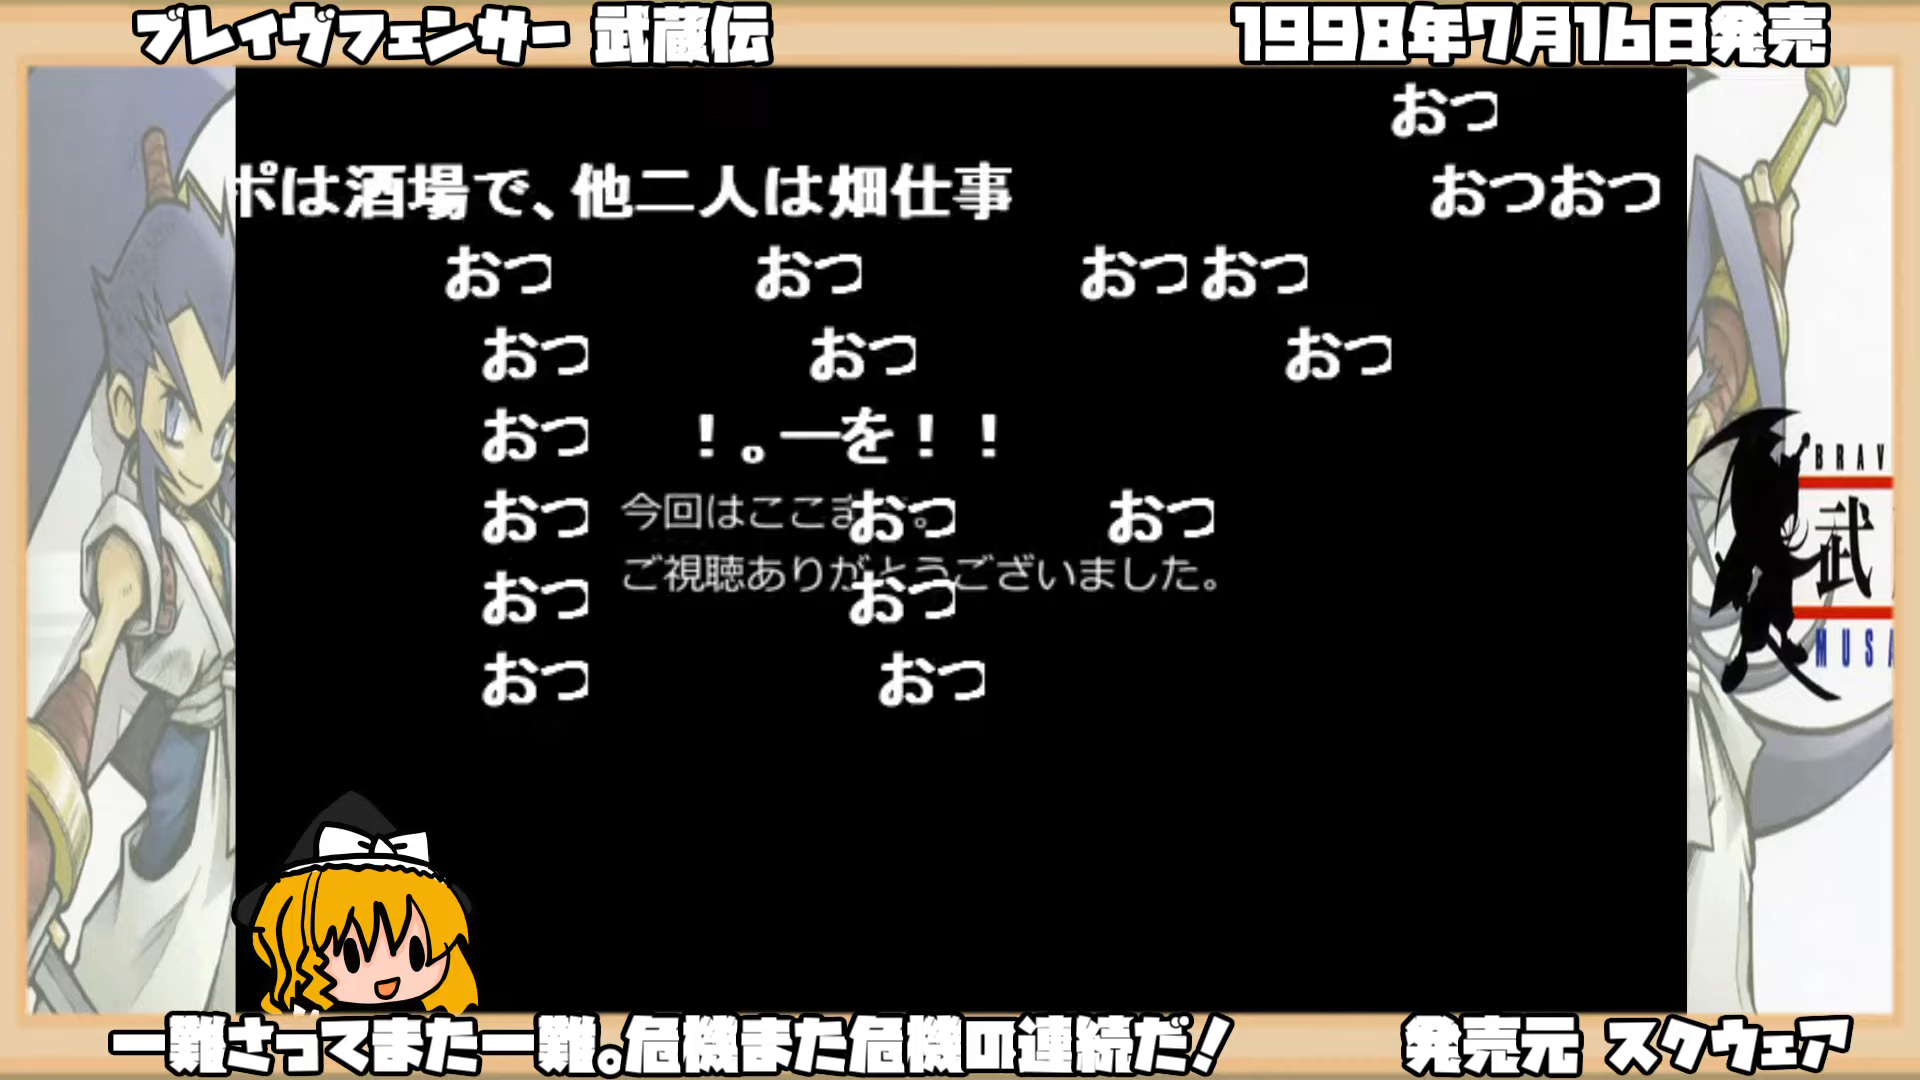 ブレイヴフェンサー 武蔵伝
1998年7月16日発売
おつ
ポは酒場で、他二人は畑仕事
おつおつ
おつ おつ おつ おつ
おつ おつ おつ
おつ ！。一を！！
おつ 今回はここま おつ 。 おつ
ご視聴ありがとうございました。
おつ おつ
おつ おつ
BRAV
武
MUSA
一難さってまた一難。危機また危機の連続だ！
発売元 スクウェア